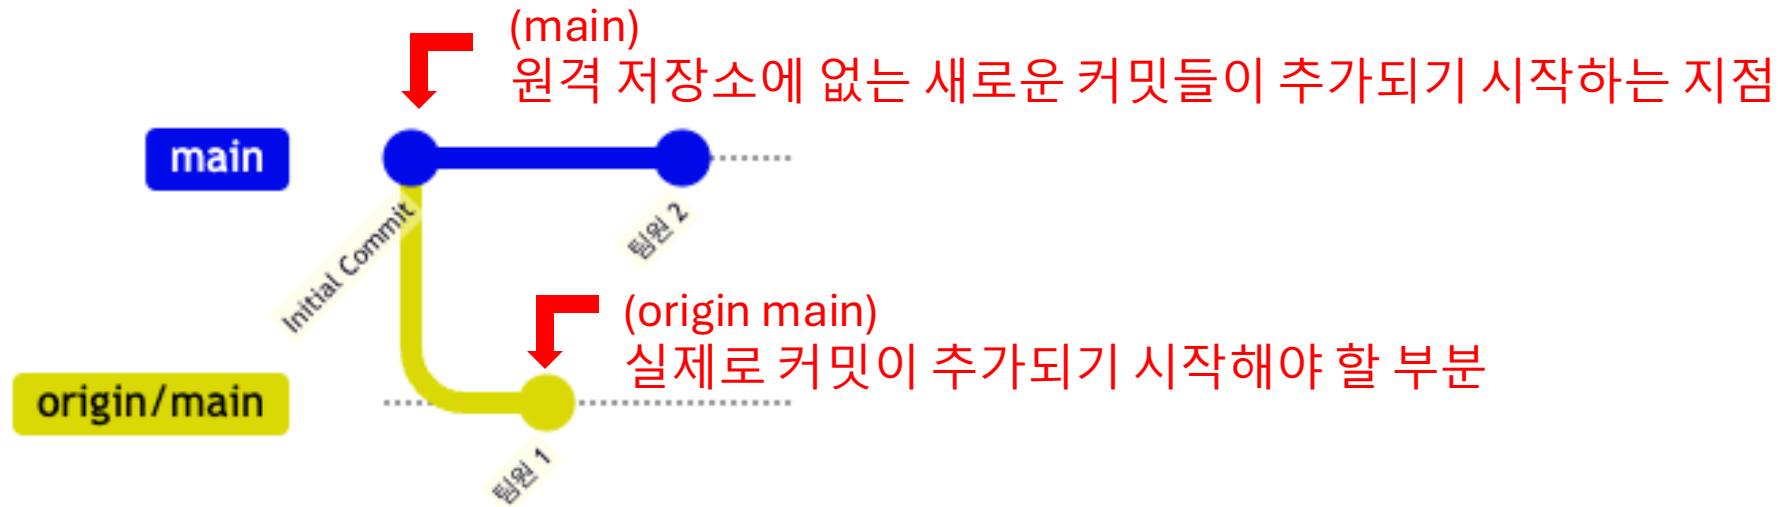 (main)
원격 저장소에 없는 새로운 커밋들이 추가되기 시작하는 지점
main
Initial Commit
팀원 2
(origin main)
실제로 커밋이 추가되기 시작해야 할 부분
origin/main
팀원 1